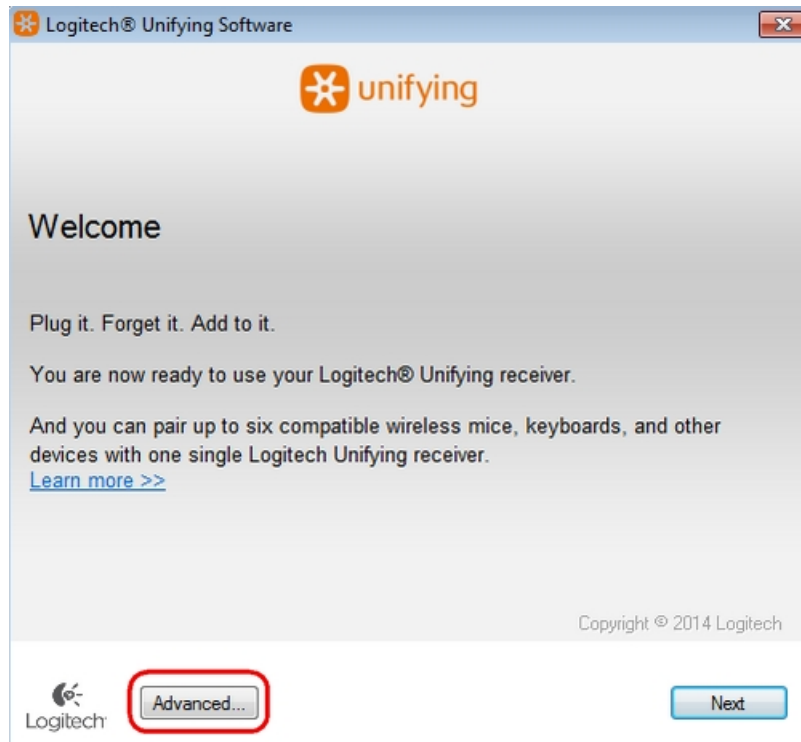 Logitech® Unifying Software
unifying
Welcome
Plug it. Forget it. Add to it.
You are now ready to use your Logitech® Unifying receiver.
And you can pair up to six compatible wireless mice, keyboards, and other
devices with one single Logitech Unifying receiver.
Learn more >>
Copyright © 2014 Logitech
Logitech
Advanced...
Next